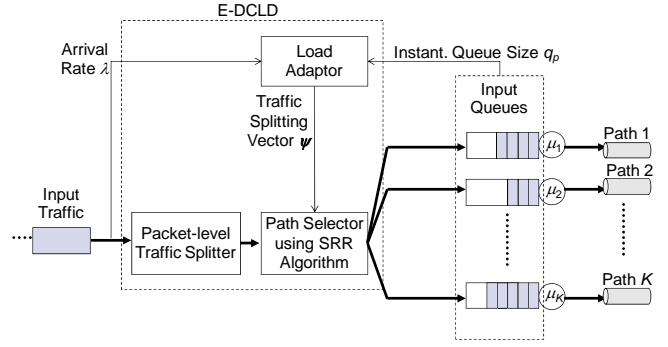 E-DCLD
Arrival
Rate λ
Load
Adaptor
Instant. Queue Size qp
Traffic
Splitting
Vector ψ
Input
Queues
Input
Traffic
Packet-level
Traffic Splitter
Path Selector
using SRR
Algorithm
μ1
Path 1
μ2
Path 2
μK
Path K